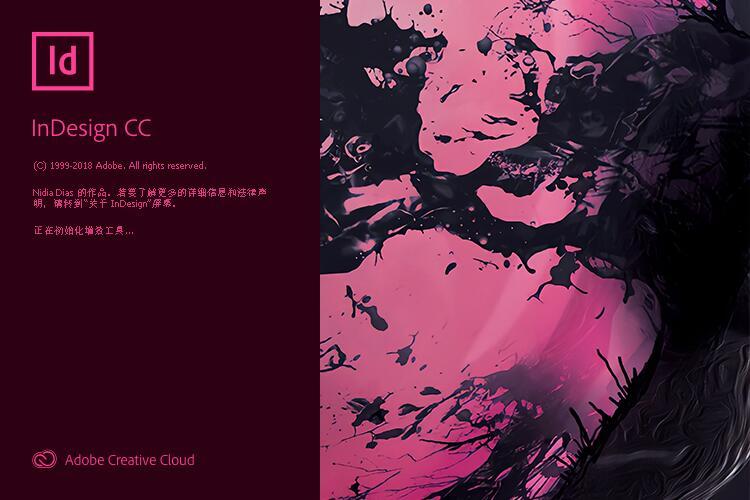 Id
InDesign CC
(C) 1999-2018 Adobe. All rights reserved.
Nidia Dias 的作品。若要了解更多的详细信息和法律声
明，请转到“关于 InDesign”屏幕。
正在初始化增效工具...
Adobe Creative Cloud